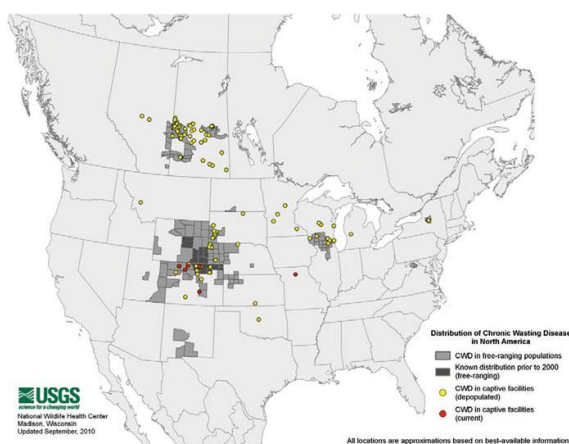 Distribution of Chronic Wasting Disease
in North America
CWD in free-ranging populations
Known distribution prior to 2000
(free-ranging)
CWD in captive facilities
(depopulated)
CWD in captive facilities
(current)
USGS
science for a changing world
National Wildlife Health Center
Madison, Wisconsin
Updated September, 2010
All locations are approximations based on best-available information